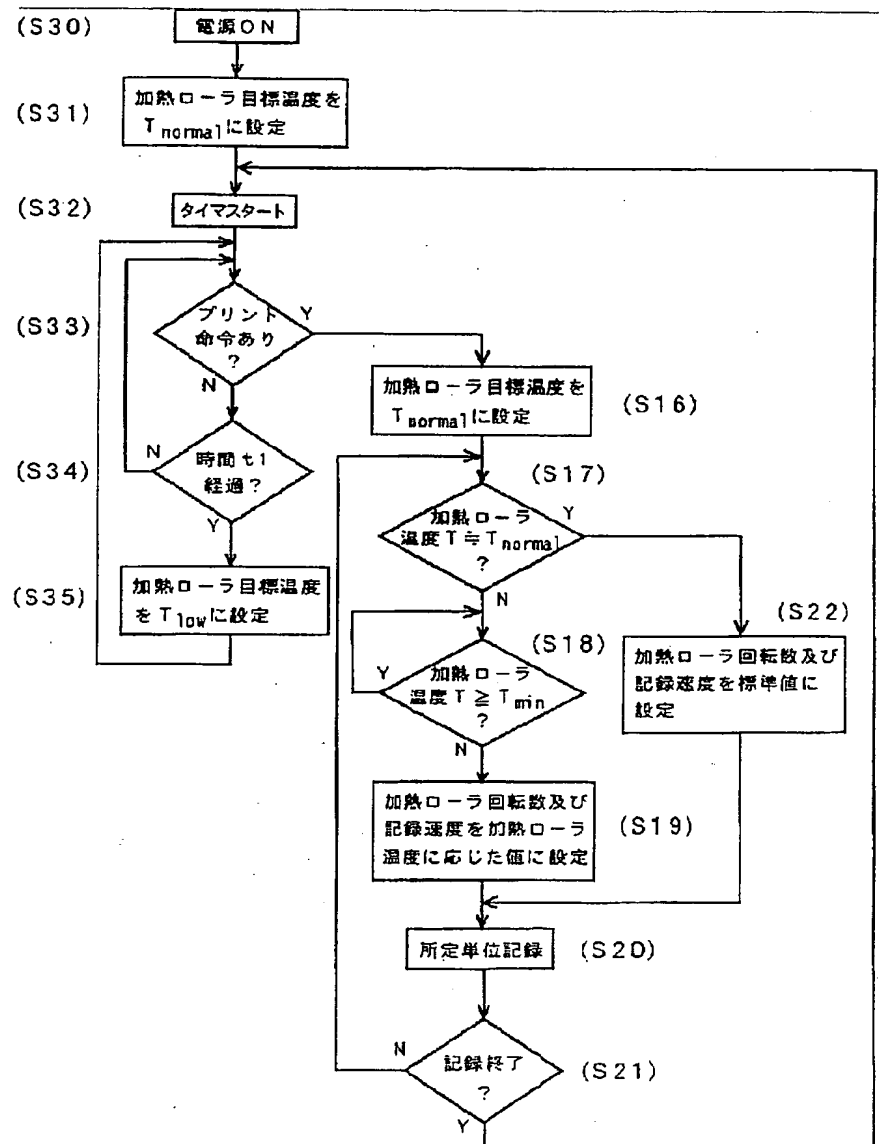 (S30)
電源ON
(S31)
加熱ローラ目標温度を
Tnormalに設定
(S32)
タイマスタート
(S33)
プリント
命令あり
?
Y
N
(S34)
時間t1
経過?
N
Y
(S35)
加熱ローラ目標温度
をTlowに設定
加熱ローラ目標温度を
Tnormalに設定
(S16)
(S17)
加熱ローラ
温度T≒Tnormal
?
Y
N
(S18)
加熱ローラ
温度T≧Tmin
?
Y
N
(S22)
加熱ローラ回転数及び
記録速度を標準値に
設定
加熱ローラ回転数及び
記録速度を加熱ローラ
温度に応じた値に設定
(S19)
所定単位記録
(S20)
記録終了
?
(S21)
N
Y